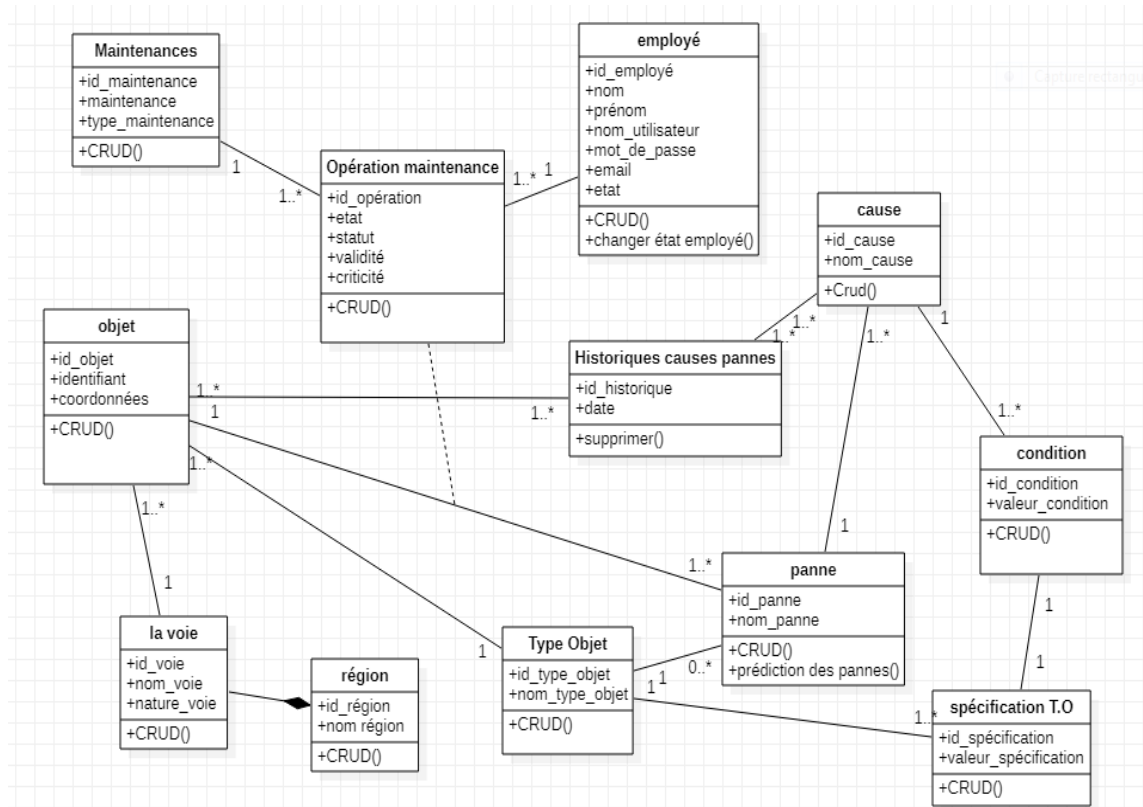 Maintenances
+id_maintenance
+maintenance
+type_maintenance
+CRUD()
1
1..*
employé
+id_employé
+nom
+prénom
+nom_utilisateur
+mot_de_passe
+email
+etat
+CRUD()
+changer état employé()
Opération maintenance
+id_opération
+etat
+statut
+validité
+criticité
+CRUD()
1..*
1
Capture rectangu
cause
+id_cause
+nom_cause
+Crud()
1..*
1..*
1..*
1
objet
+id_objet
+identifiant
+coordonnées
+CRUD()
1..*
1
1..*
1..*
Historiques causes pannes
+id_historique
+date
+supprimer()
1..*
1..*
condition
+id_condition
+valeur_condition
+CRUD()
1
1
1..*
panne
+id_panne
+nom_panne
+CRUD()
+prédiction des pannes()
1
la voie
+id_voie
+nom_voie
+nature_voie
+CRUD()
région
+id_région
+nom région
+CRUD()
1
Type Objet
+id_type_objet
+nom_type_objet
+CRUD()
1
0..*
1
1..*
1
spécification T.O
+id_spécification
+valeur_spécification
+CRUD()